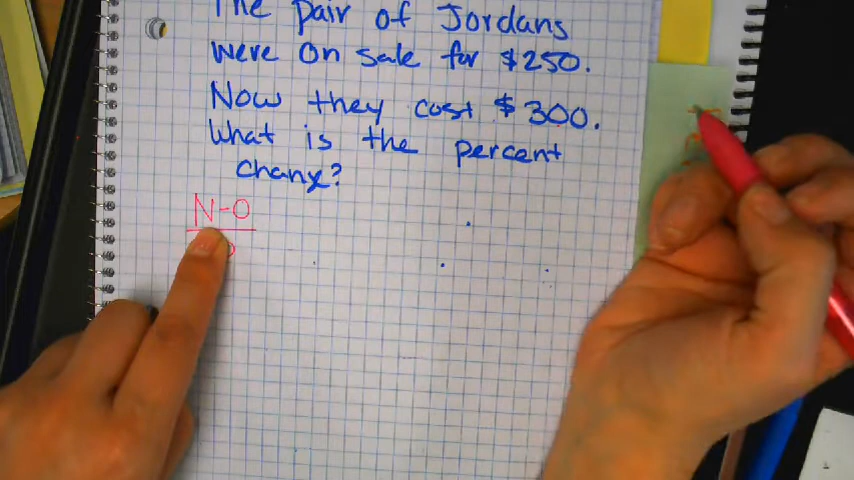 The pair of Jordans
were on sale for $250.
Now they cost $300.
What is the percent
change?
N-O